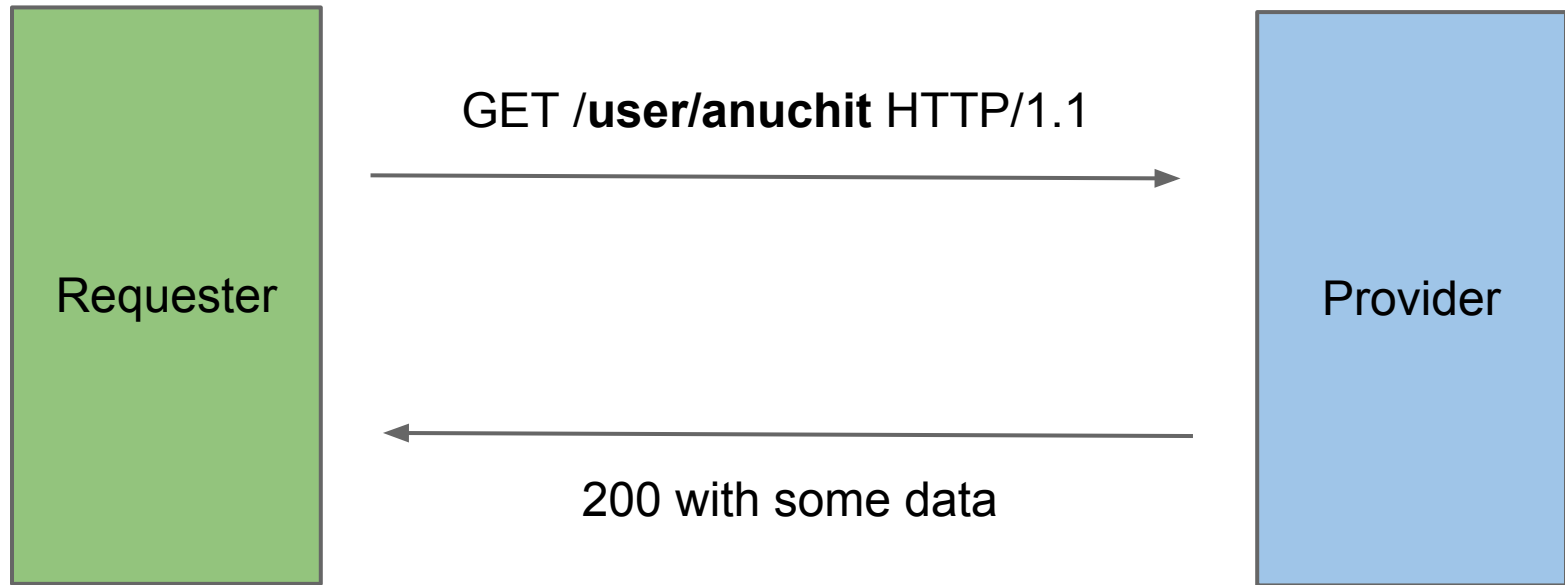 GET /user/anuchit HTTP/1.1
Requester
Provider
200 with some data